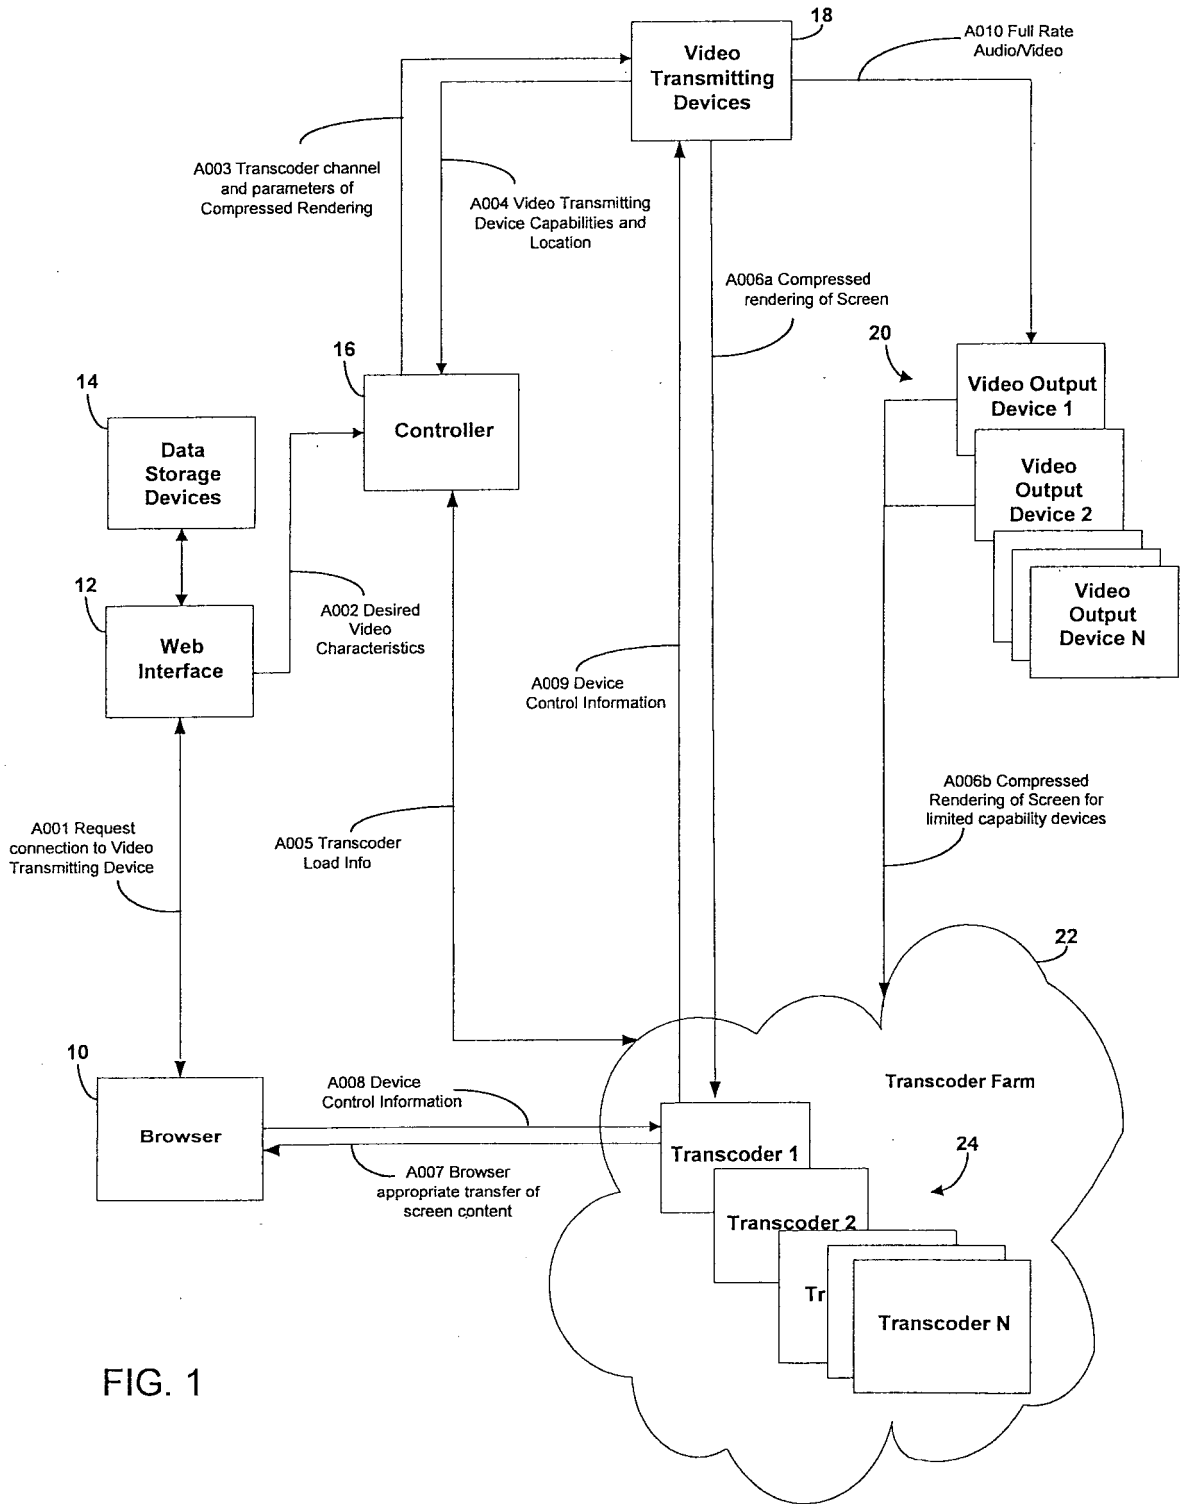 18
Video
Transmitting
Devices
A010 Full Rate
Audio/Video
A003 Transcoder channel
and parameters of
Compressed Rendering
A004 Video Transmitting
Device Capabilities and
Location
A006a Compressed
rendering of Screen
20
Video Output
Device 1
Video
Output
Device 2
Video
Output
Device N
16
Controller
14
Data
Storage
Devices
12
Web
Interface
A002 Desired
Video
Characteristics
A009 Device
Control Information
A006b Compressed
Rendering of Screen for
limited capability devices
A001 Request
connection to Video
Transmitting Device
A005 Transcoder
Load Info
22
Transcoder Farm
10
Browser
A008 Device
Control Information
A007 Browser
appropriate transfer of
screen content
Transcoder 1
24
Transcoder 2
Tr
Transcoder N
FIG. 1